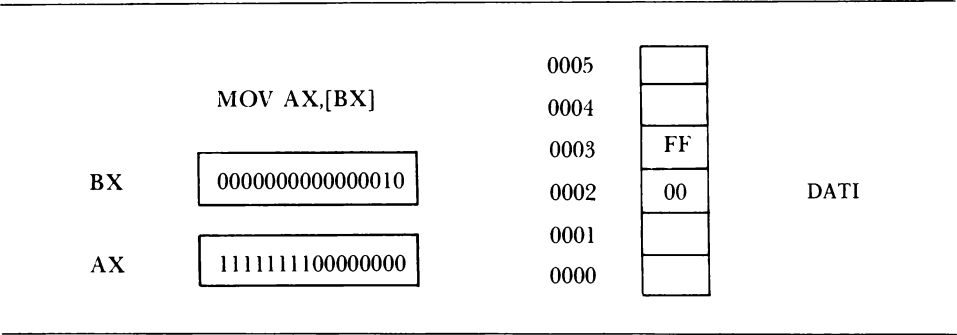 MOV AX,[BX]
BX 0000000000000010
AX 1111111100000000
0005
0004
0003 FF
0002 00 DATI
0001
0000